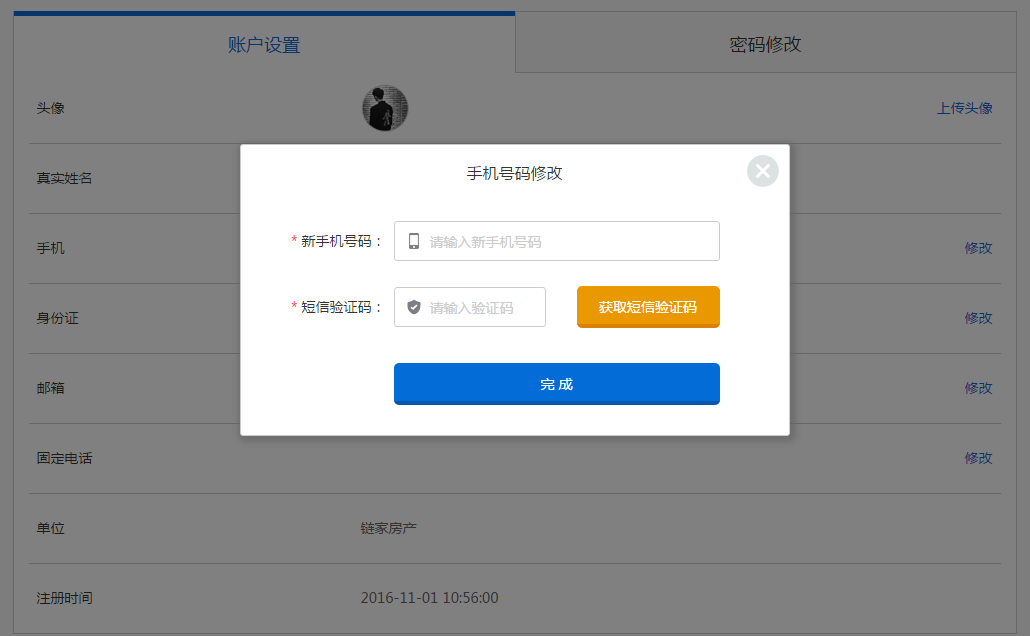 账户设置 密码修改
头像 上传头像
手机号码修改
真实姓名
* 新手机号码： 请输入新手机号码
手机 修改
* 短信验证码： 请输入验证码 获取短信验证码
身份证 修改
完成
邮箱 修改
固定电话 修改
单位 链家房产
注册时间 2016-11-01 10:56:00